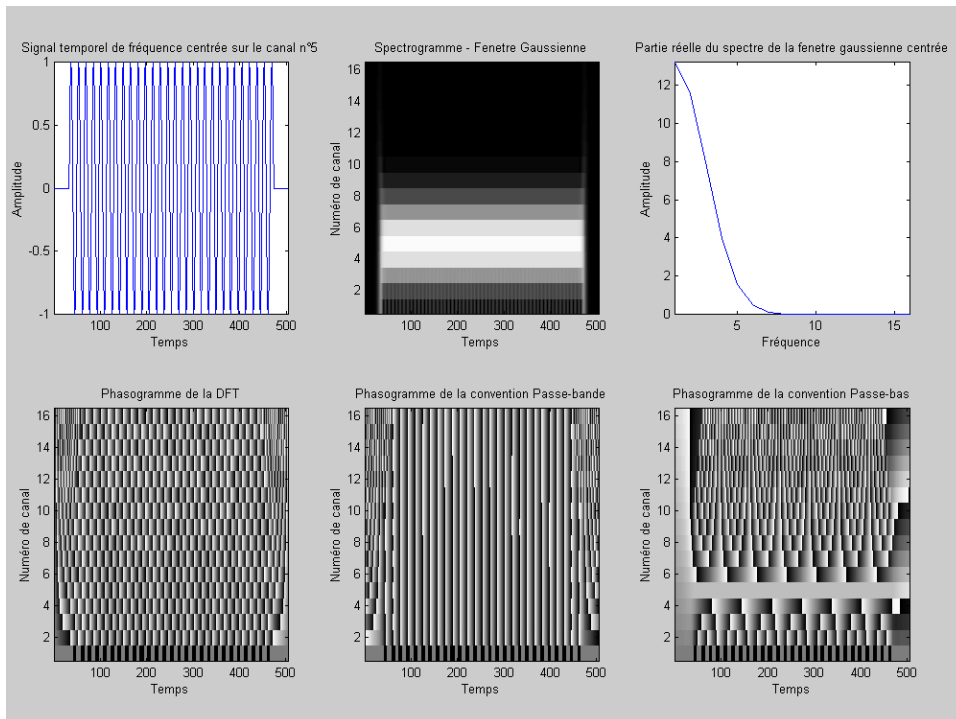 Signal temporel de fréquence centrée sur le canal n°5
1
0.5
0
-0.5
-1
Amplitude
100 200 300 400 500
Temps
Spectrogramme - Fenetre Gaussienne
16
14
12
10
8
6
4
2
Numéro de canal
100 200 300 400 500
Temps
Partie réelle du spectre de la fenetre gaussienne centrée
12
10
8
6
4
2
0
Amplitude
5 10 15
Fréquence
Phasogramme de la DFT
16
14
12
10
8
6
4
2
Numéro de canal
100 200 300 400 500
Temps
Phasogramme de la convention Passe-bande
16
14
12
10
8
6
4
2
Numéro de canal
100 200 300 400 500
Temps
Phasogramme de la convention Passe-bas
16
14
12
10
8
6
4
2
Numéro de canal
100 200 300 400 500
Temps